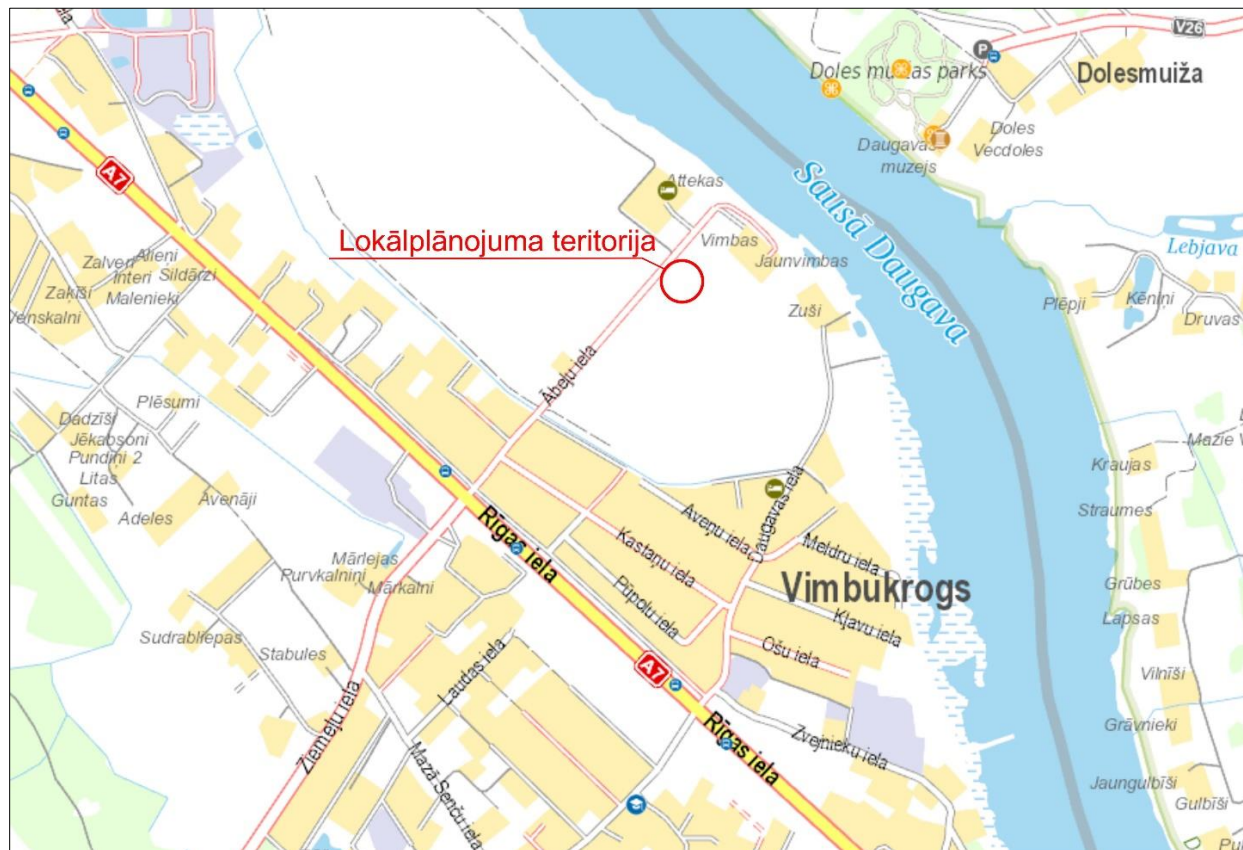 V26
P
Doles muižas parks
Dolesmuiža
Doles
Vecdoles
Daugavas
muzejs
A7
Attekas
Sausā Daugava
Lokālplānojuma teritorija
Vimbas
Jaunvimbas
Lebjava
Zuši
Plēpji
Ķēniņi
Druvas
Zalveri
Alieni
Interi
Sildārzi
Zaķīši
Malenieki
Venskalni
Ābeļu iela
Plēsumi
Dadzīši
Jēkabsoni
Pundiņi 2
Litas
Guntas
Avenāji
Adeles
Mazie V
Kraujas
Straumes
Daugavas iela
Aveņu iela
Meldru iela
Rīgas iela
Kastaņu iela
Vimbukrogs
Mārlejas
Purvkalniņi
Mārkalni
Pūpolu iela
Kļavu iela
Grūbes
Lapsas
Sudrabliepas
Stabules
Laudas iela
Ošu iela
A7
Vilnīši
Ziemeļu iela
Rīgas iela
Zvejnieku iela
Grāvnieki
Mazā Senču iela
Jaungulbīši
Gulbīši
D
Pu